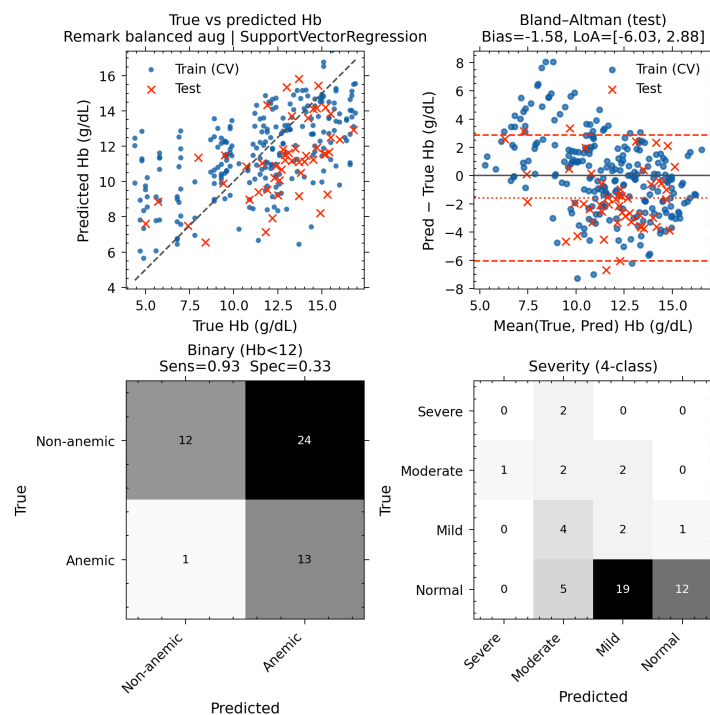 True vs predicted Hb
Remark balanced aug | SupportVectorRegression
Predicted Hb (g/dL)
16
14
12
10
8
6
4
Train (CV)
Test
5.0 7.5 10.0 12.5 15.0
True Hb (g/dL)
Bland–Altman (test)
Bias=-1.58, LoA=[-6.03, 2.88]
Pred − True Hb (g/dL)
8
6
4
2
0
−2
−4
−6
−8
Train (CV)
Test
5.0 7.5 10.0 12.5 15.0
Mean(True, Pred) Hb (g/dL)
Binary (Hb<12)
Sens=0.93 Spec=0.33
True
Non-anemic 12 24
Anemic 1 13
Non-anemic Anemic
Predicted
Severity (4-class)
True
Severe 0 2 0 0
Moderate 1 2 2 0
Mild 0 4 2 1
Normal 0 5 19 12
Severe Moderate Mild Normal
Predicted